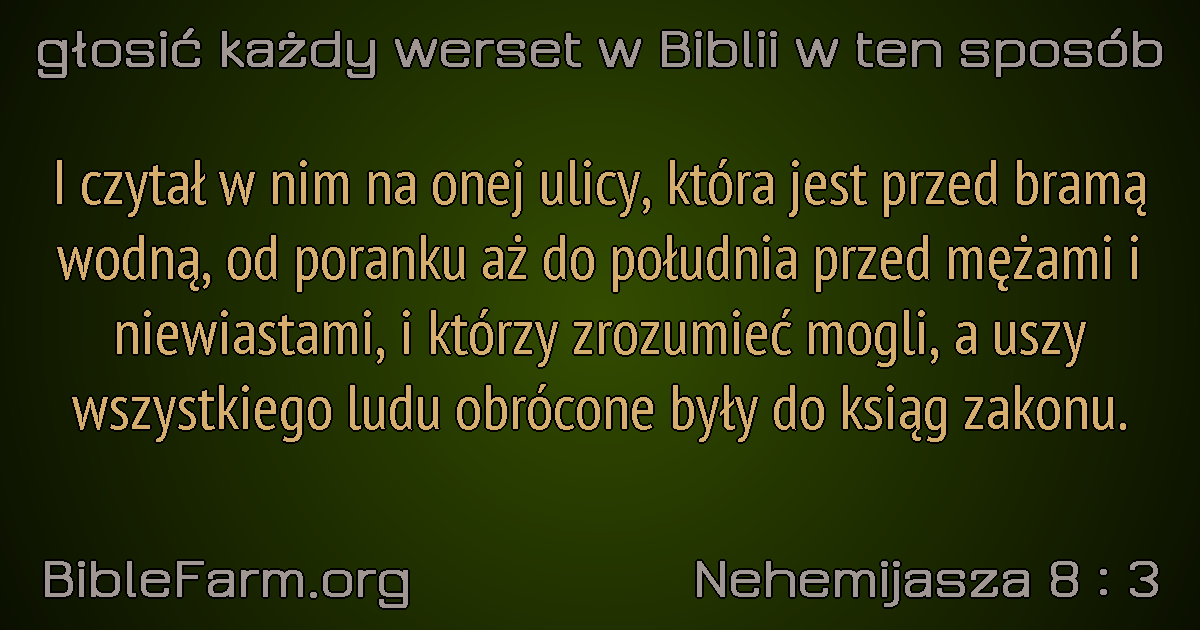 głosić każdy werset w Biblii w ten sposób
I czytał w nim na onej ulicy, która jest przed bramą
wodną, od poranku aż do południa przed mężami i
niewiastami, i którzy zrozumieć mogli, a uszy
wszystkiego ludu obrócone były do ksiąg zakonu.
BibleFarm.org
Nehemijasza 8 : 3